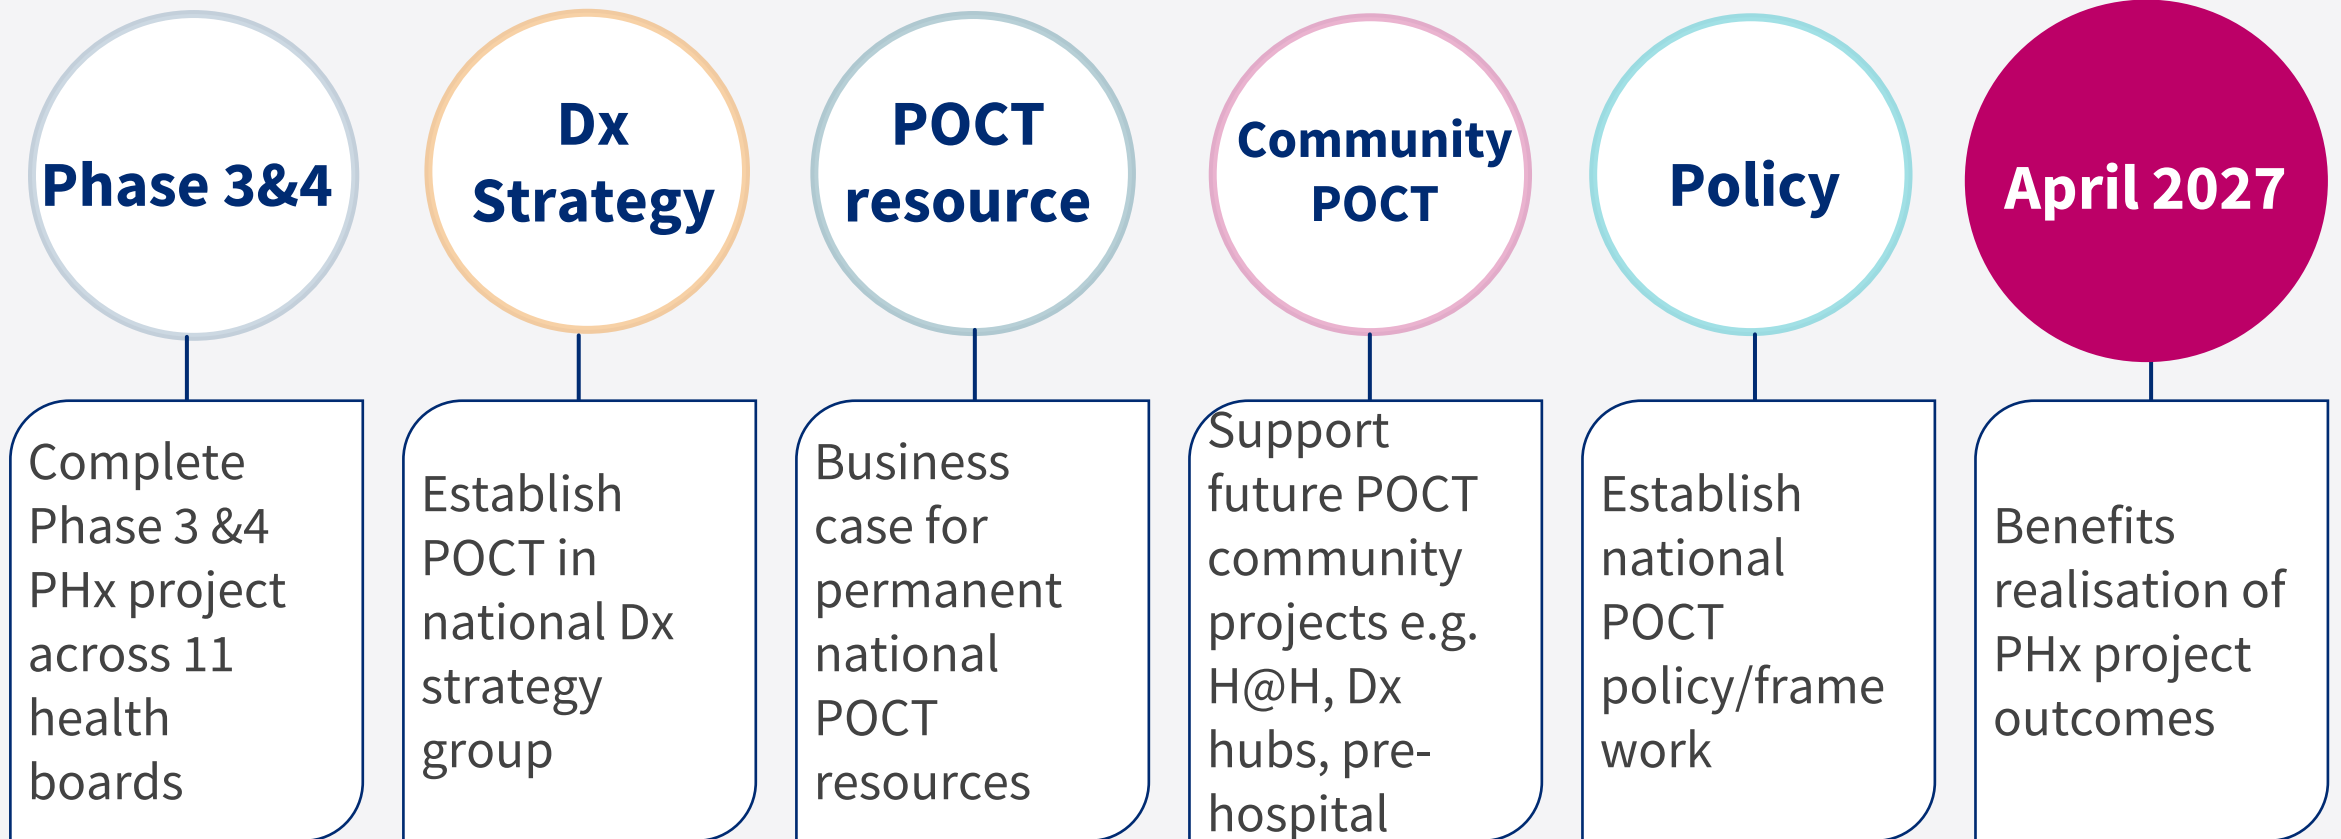 Phase 3&4
Complete
Phase 3 &4
PHx project
across 11
health
boards
Dx
Strategy
Establish
POCT in
national Dx
strategy
group
POCT
resource
Business
case for
permanent
national
POCT
resources
Community
POCT
Support
future POCT
community
projects e.g.
H@H, Dx
hubs, pre-
hospital
Policy
Establish
national
POCT
policy/frame
work
April 2027
Benefits
realisation of
PHx project
outcomes